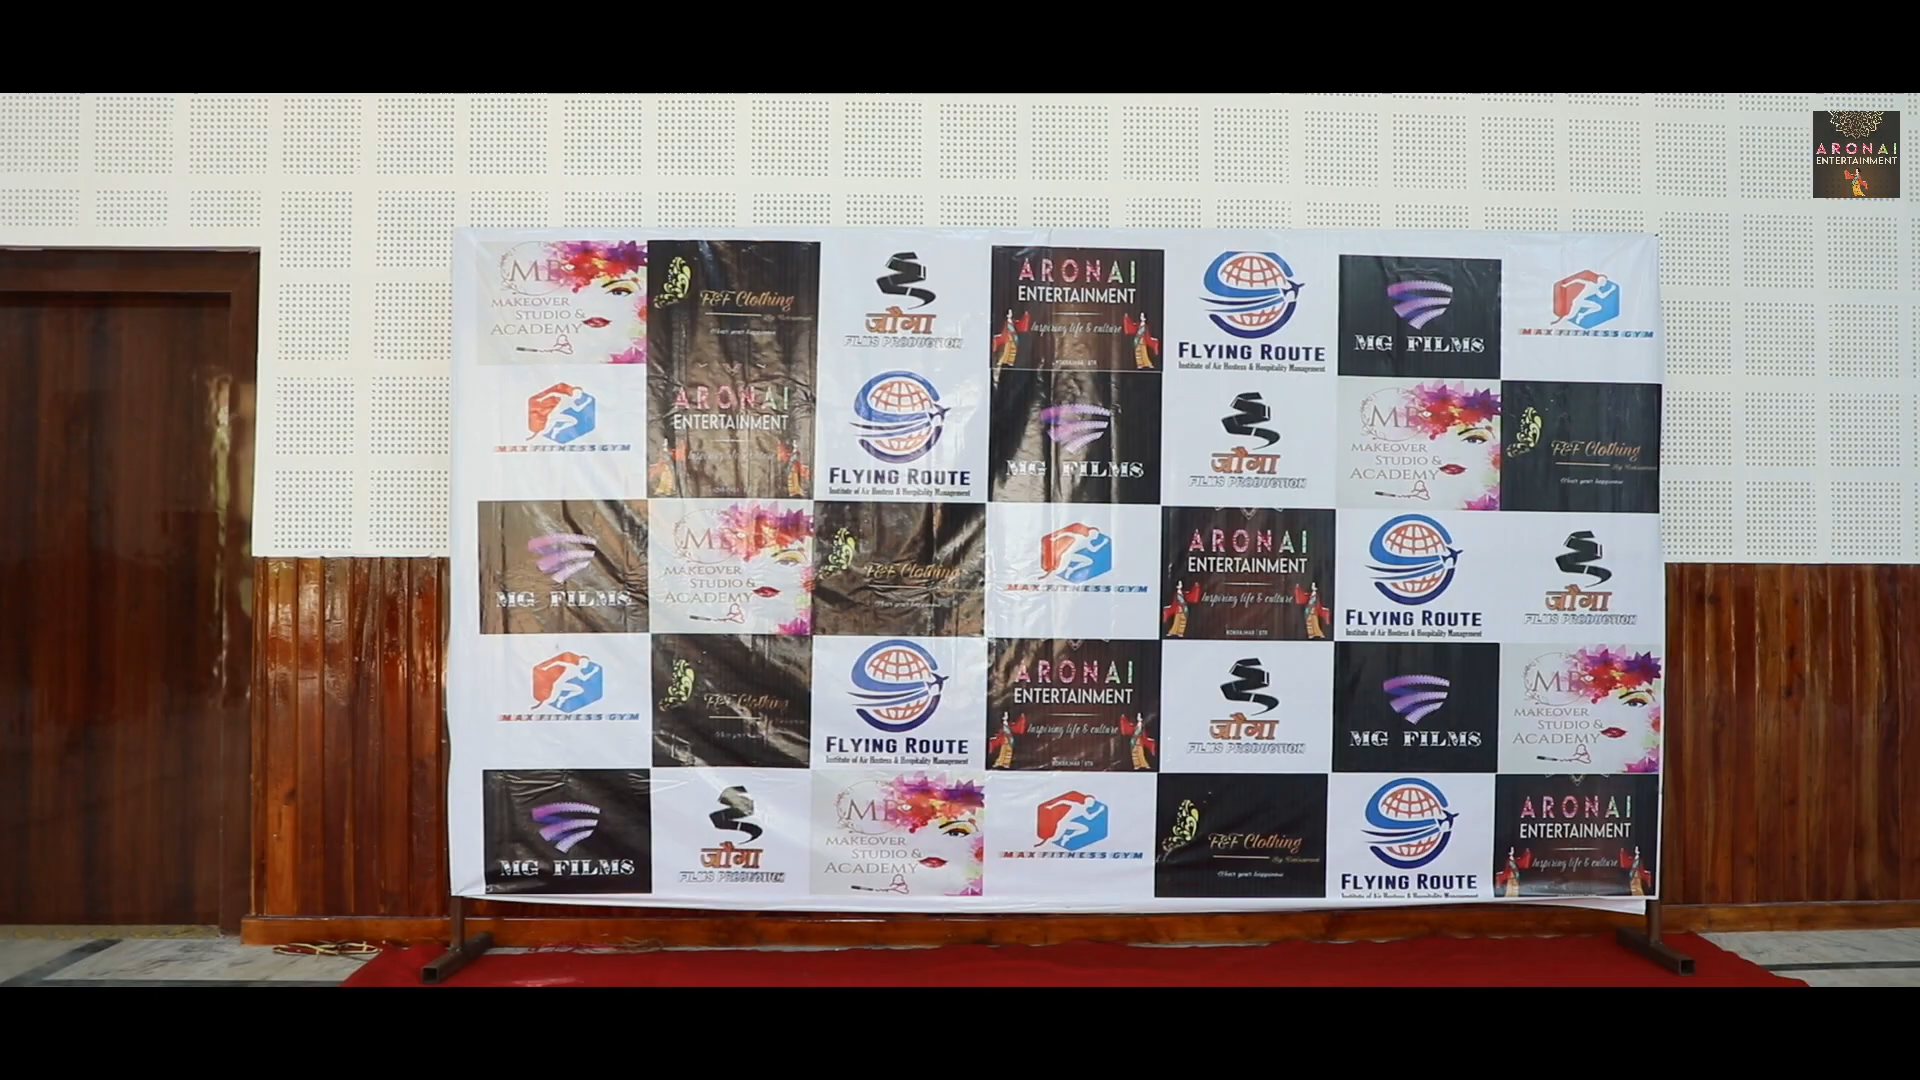 ARONAI
ENTERTAINMENT
MAKEOVER
STUDIO &
ACADEMY
F&F Clothing
जौगा
FILMS PRODUCTION
ARONAI
ENTERTAINMENT
Inspiring life & culture
FLYING ROUTE
Institute of Air Hostess & Hospitality Management
MG FILMS
MAX FITNESS GYM
MAX FITNESS GYM
ARONAI
ENTERTAINMENT
FLYING ROUTE
Institute of Air Hostess & Hospitality Management
MG FILMS
जौगा
FILMS PRODUCTION
MAKEOVER
STUDIO &
ACADEMY
F&F Clothing
MG FILMS
MAKEOVER
STUDIO &
ACADEMY
F&F Clothing
MAX FITNESS GYM
ARONAI
ENTERTAINMENT
Inspiring life & culture
FLYING ROUTE
Institute of Air Hostess & Hospitality Management
जौगा
FILMS PRODUCTION
MAX FITNESS GYM
F&F Clothing
FLYING ROUTE
Institute of Air Hostess & Hospitality Management
ARONAI
ENTERTAINMENT
Inspiring life & culture
जौगा
FILMS PRODUCTION
MG FILMS
MAKEOVER
STUDIO &
ACADEMY
MG FILMS
जौगा
FILMS PRODUCTION
MAKEOVER
STUDIO &
ACADEMY
MAX FITNESS GYM
F&F Clothing
FLYING ROUTE
Institute of Air Hostess & Hospitality Management
ARONAI
ENTERTAINMENT
Inspiring life & culture